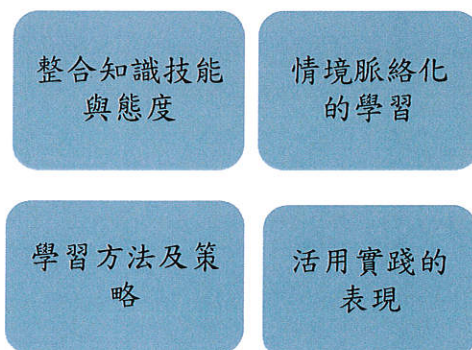 整合知識技能
與態度
情境脈絡化
的學習
學習方法及策
略
活用實踐的
表現